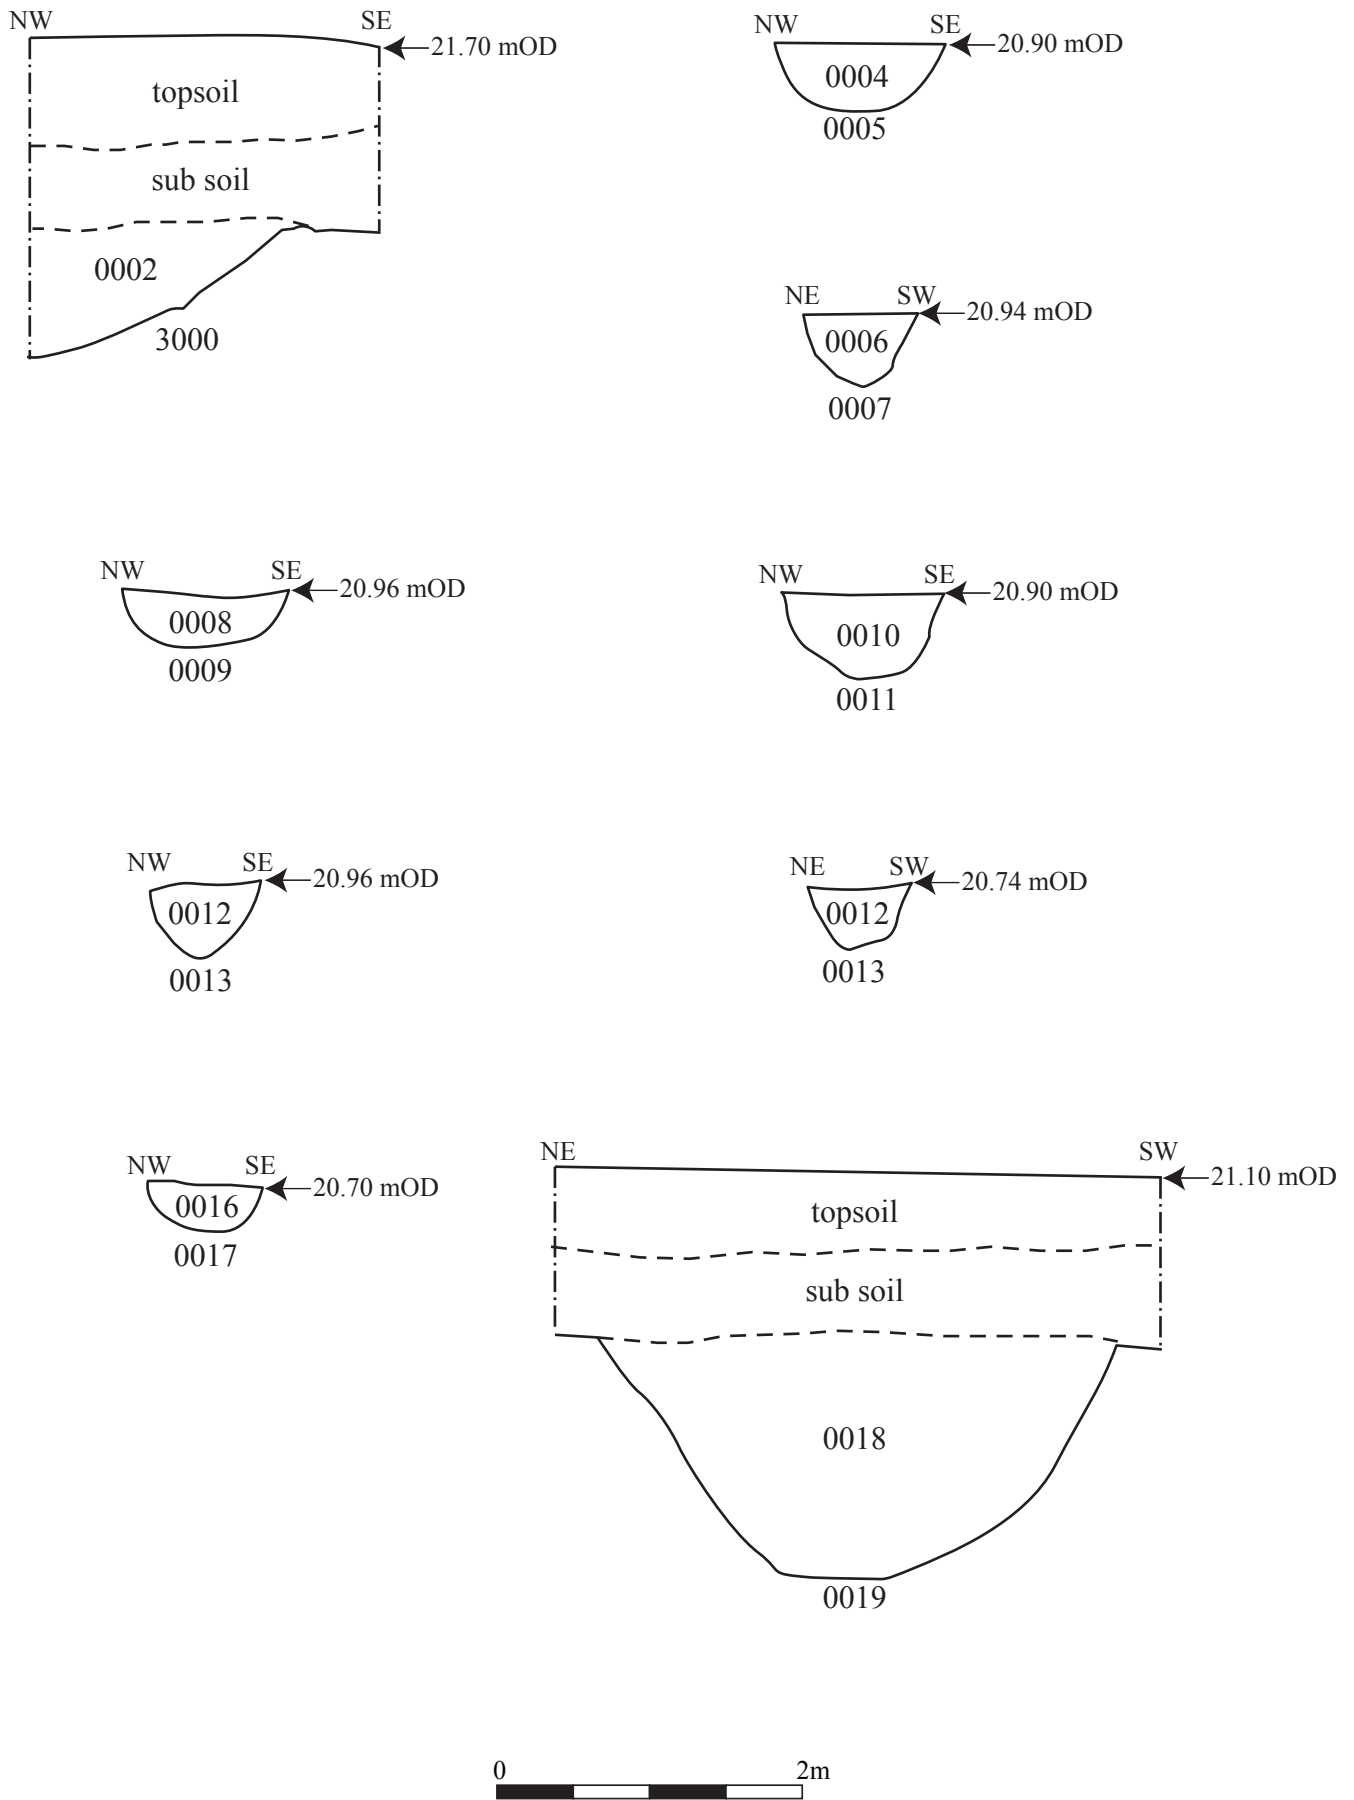 NW SE
21.70 mOD
topsoil
sub soil
0002
3000
NW SE
20.90 mOD
0004
0005
NE SW
20.94 mOD
0006
0007
NW SE
20.96 mOD
0008
0009
NW SE
20.90 mOD
0010
0011
NW SE
20.96 mOD
0012
0013
NE SW
20.74 mOD
0012
0013
NW SE
20.70 mOD
0016
0017
NE SW
21.10 mOD
topsoil
sub soil
0018
0019
0 2m